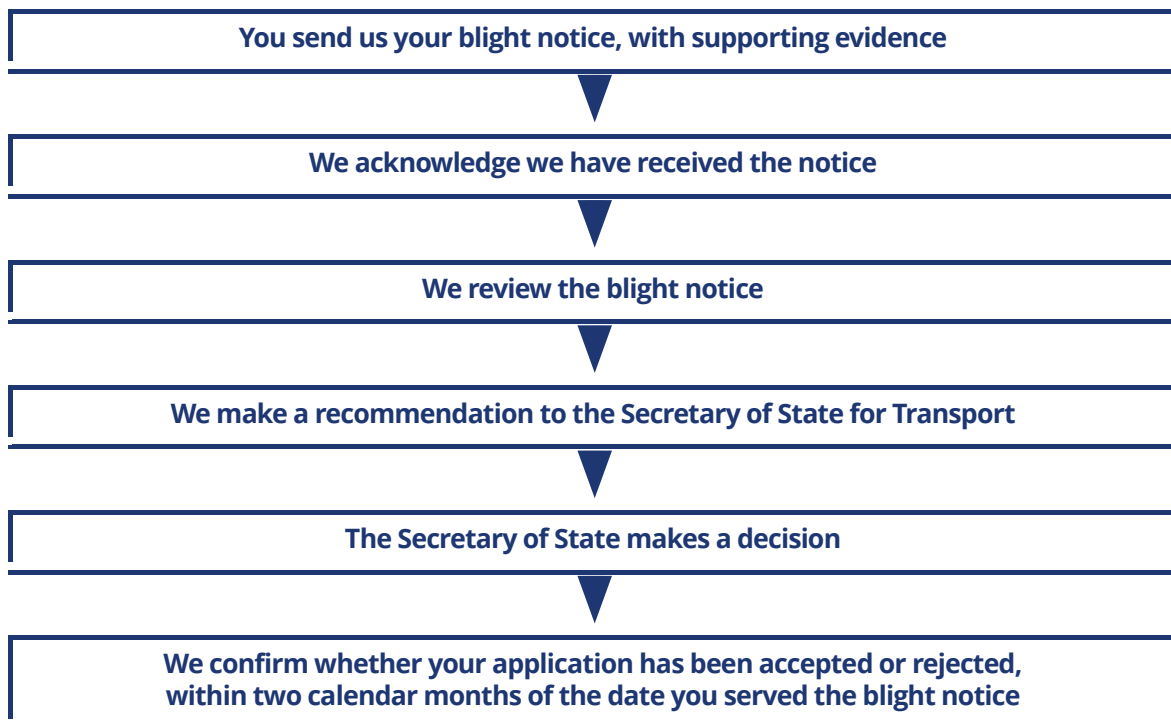 You send us your blight notice, with supporting evidence
We acknowledge we have received the notice
We review the blight notice
We make a recommendation to the Secretary of State for Transport
The Secretary of State makes a decision
We confirm whether your application has been accepted or rejected,
within two calendar months of the date you served the blight notice